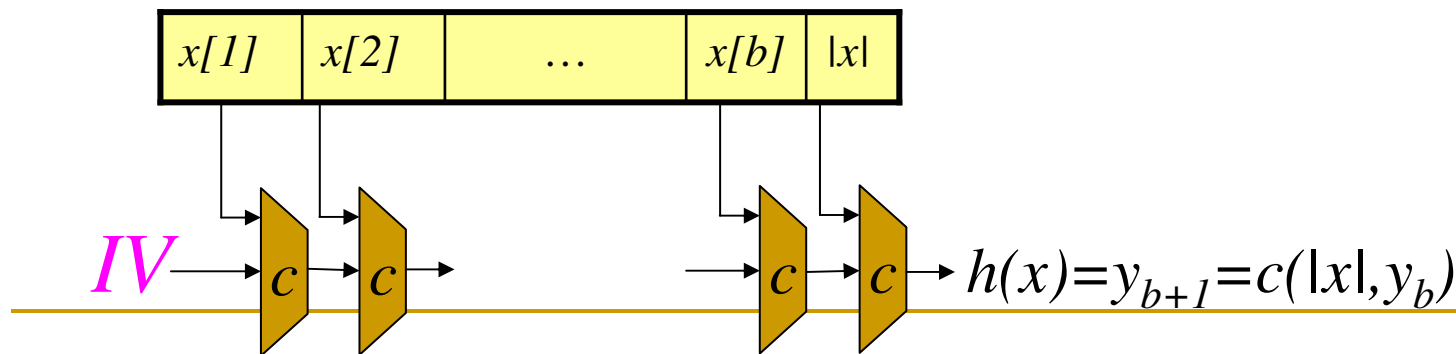 x[1] x[2] … x[b] |x|
IV c c c c h(x)=y_{b+1}=c(|x|,y_b)